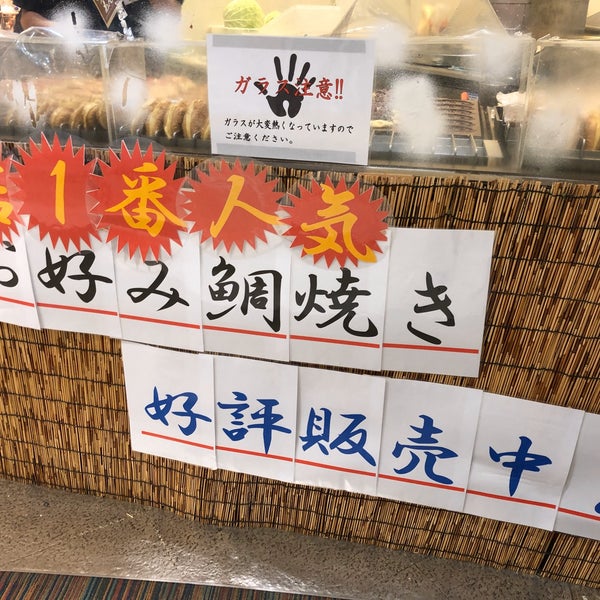 ガラス注意!!
ガラスが大変熱くなっていますので
ご注意ください。
1番人気
お好み鯛焼き
好評販売中